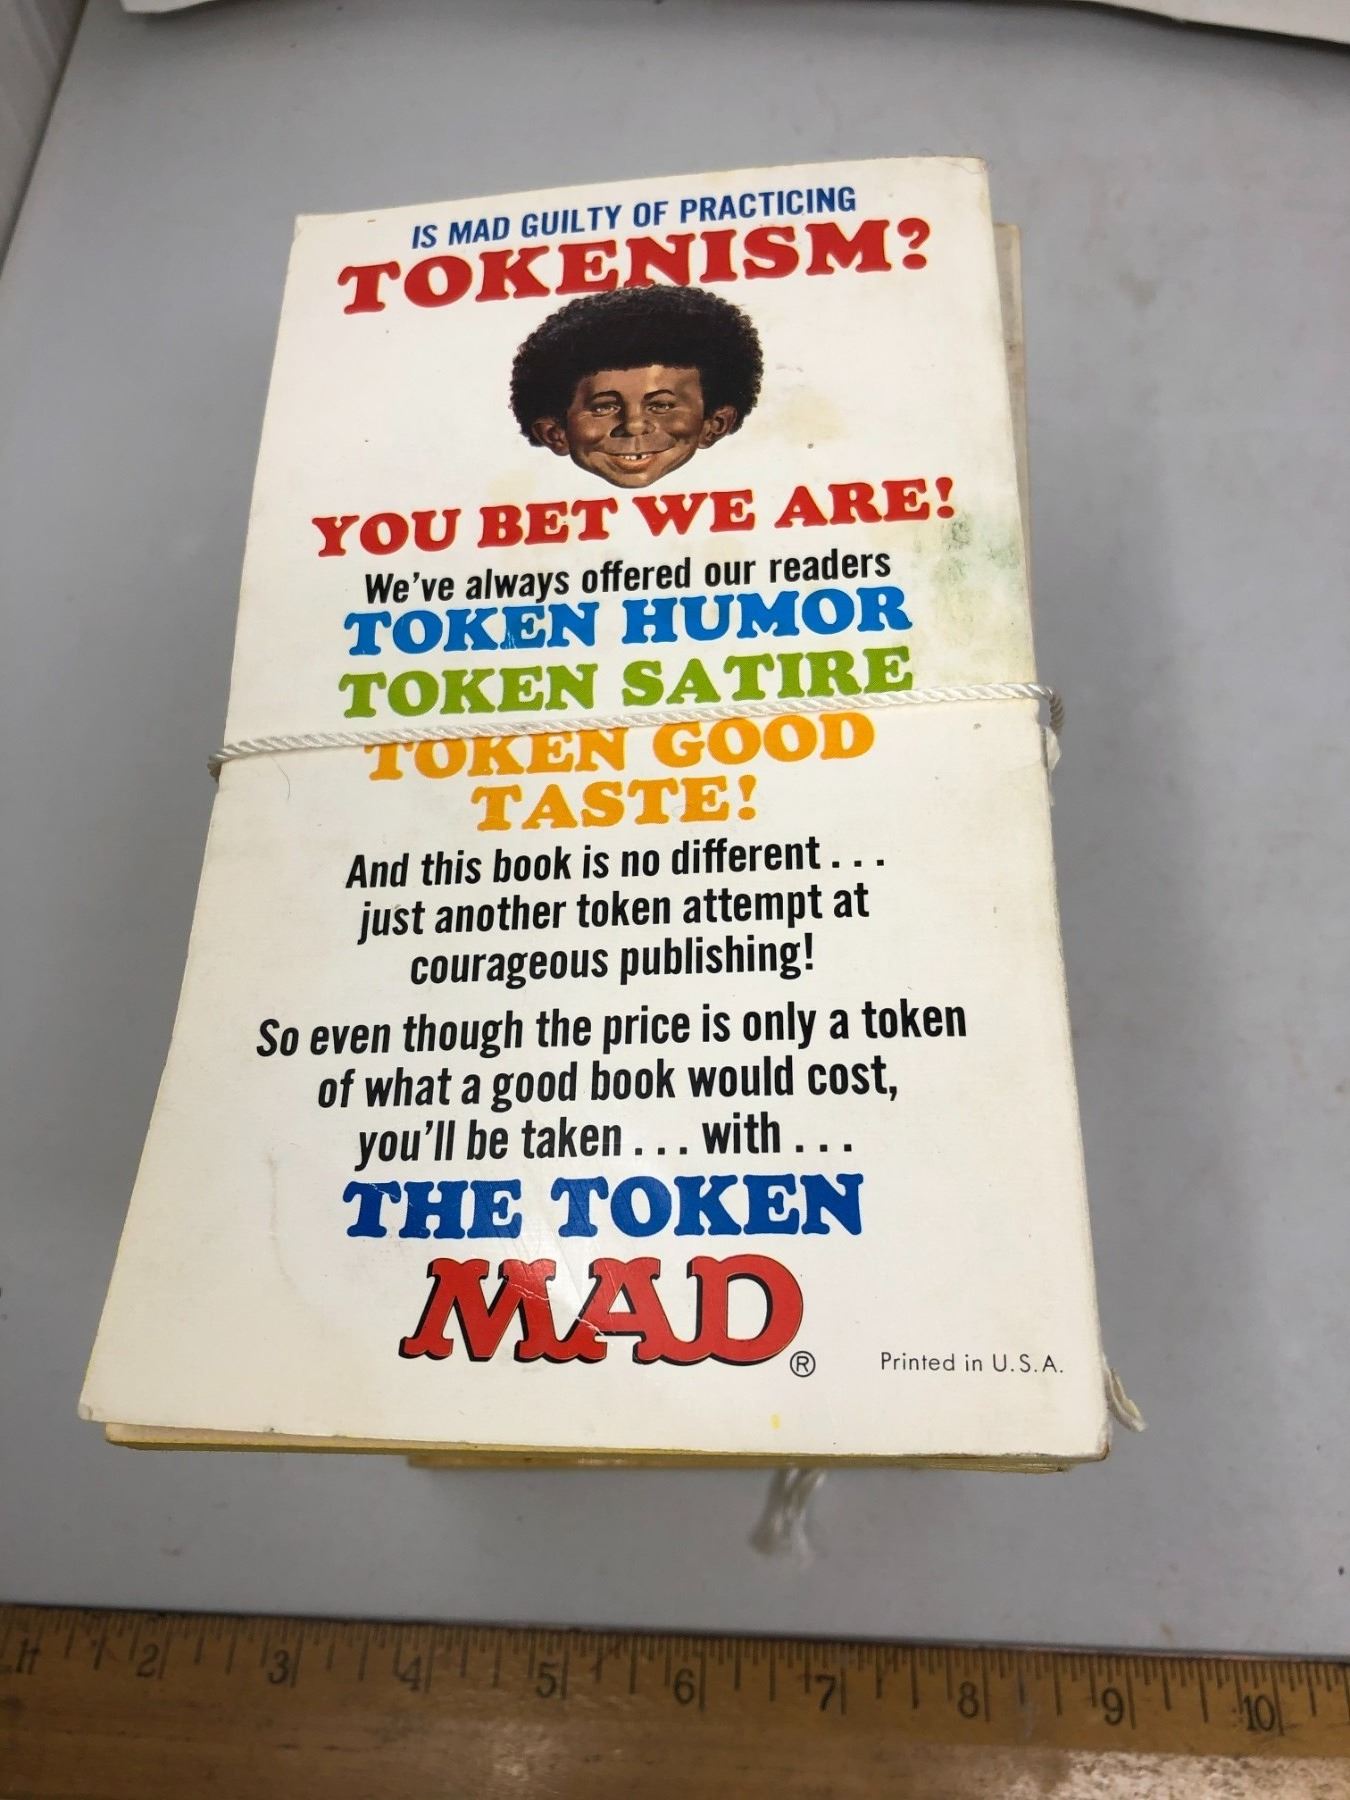 IS MAD GUILTY OF PRACTICING
TOKENISM?
YOU BET WE ARE!
We've always offered our readers
TOKEN HUMOR
TOKEN SATIRE
TOKEN GOOD
TASTE!
And this book is no different . . .
just another token attempt at
courageous publishing!
So even though the price is only a token
of what a good book would cost,
you'll be taken . . . with . . .
THE TOKEN
MAD®
Printed in U.S.A.
1 2 3 4 5 6 7 8 9 10